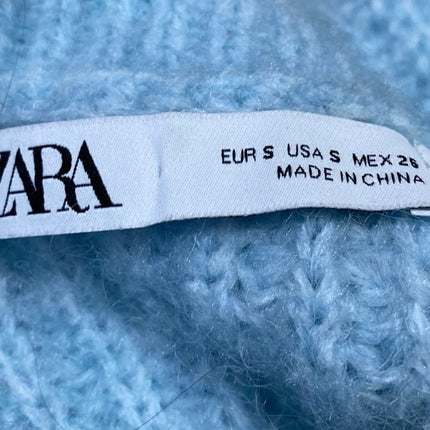 ZARA
EUR S USA S MEX 26
MADE IN CHINA